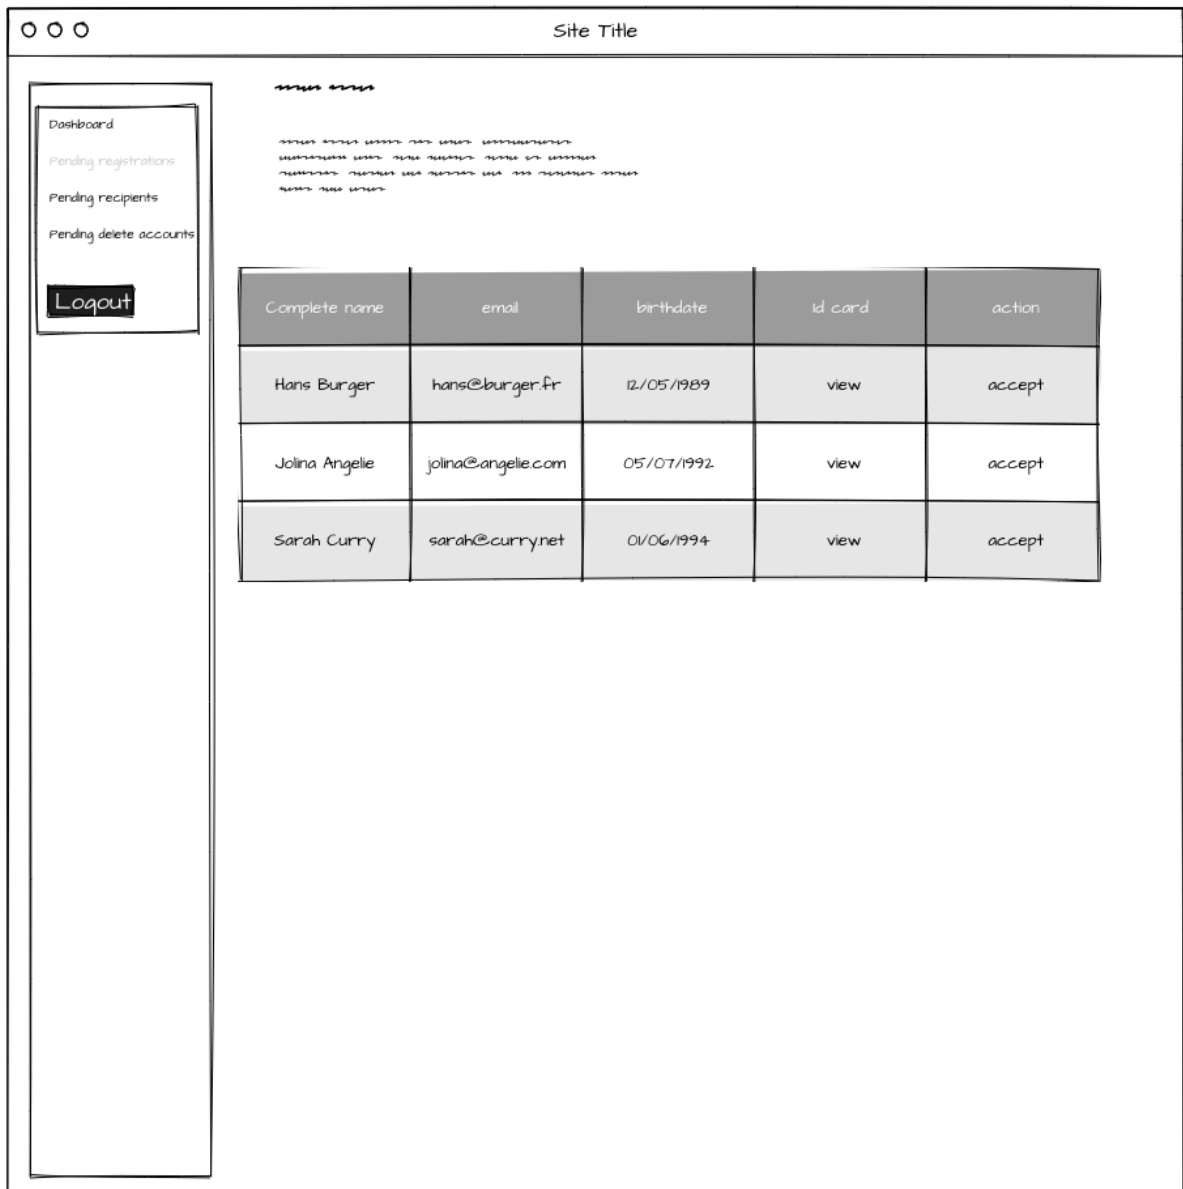 Site Title
Dashboard
Pending registrations
Pending recipients
Pending delete accounts
Logout
Complete name email birthdate Id card action
Hans Burger hans@burger.fr 12/05/1989 view accept
Jolina Angelie jolina@angelie.com 05/07/1992 view accept
Sarah Curry sarah@curry.net 01/06/1994 view accept